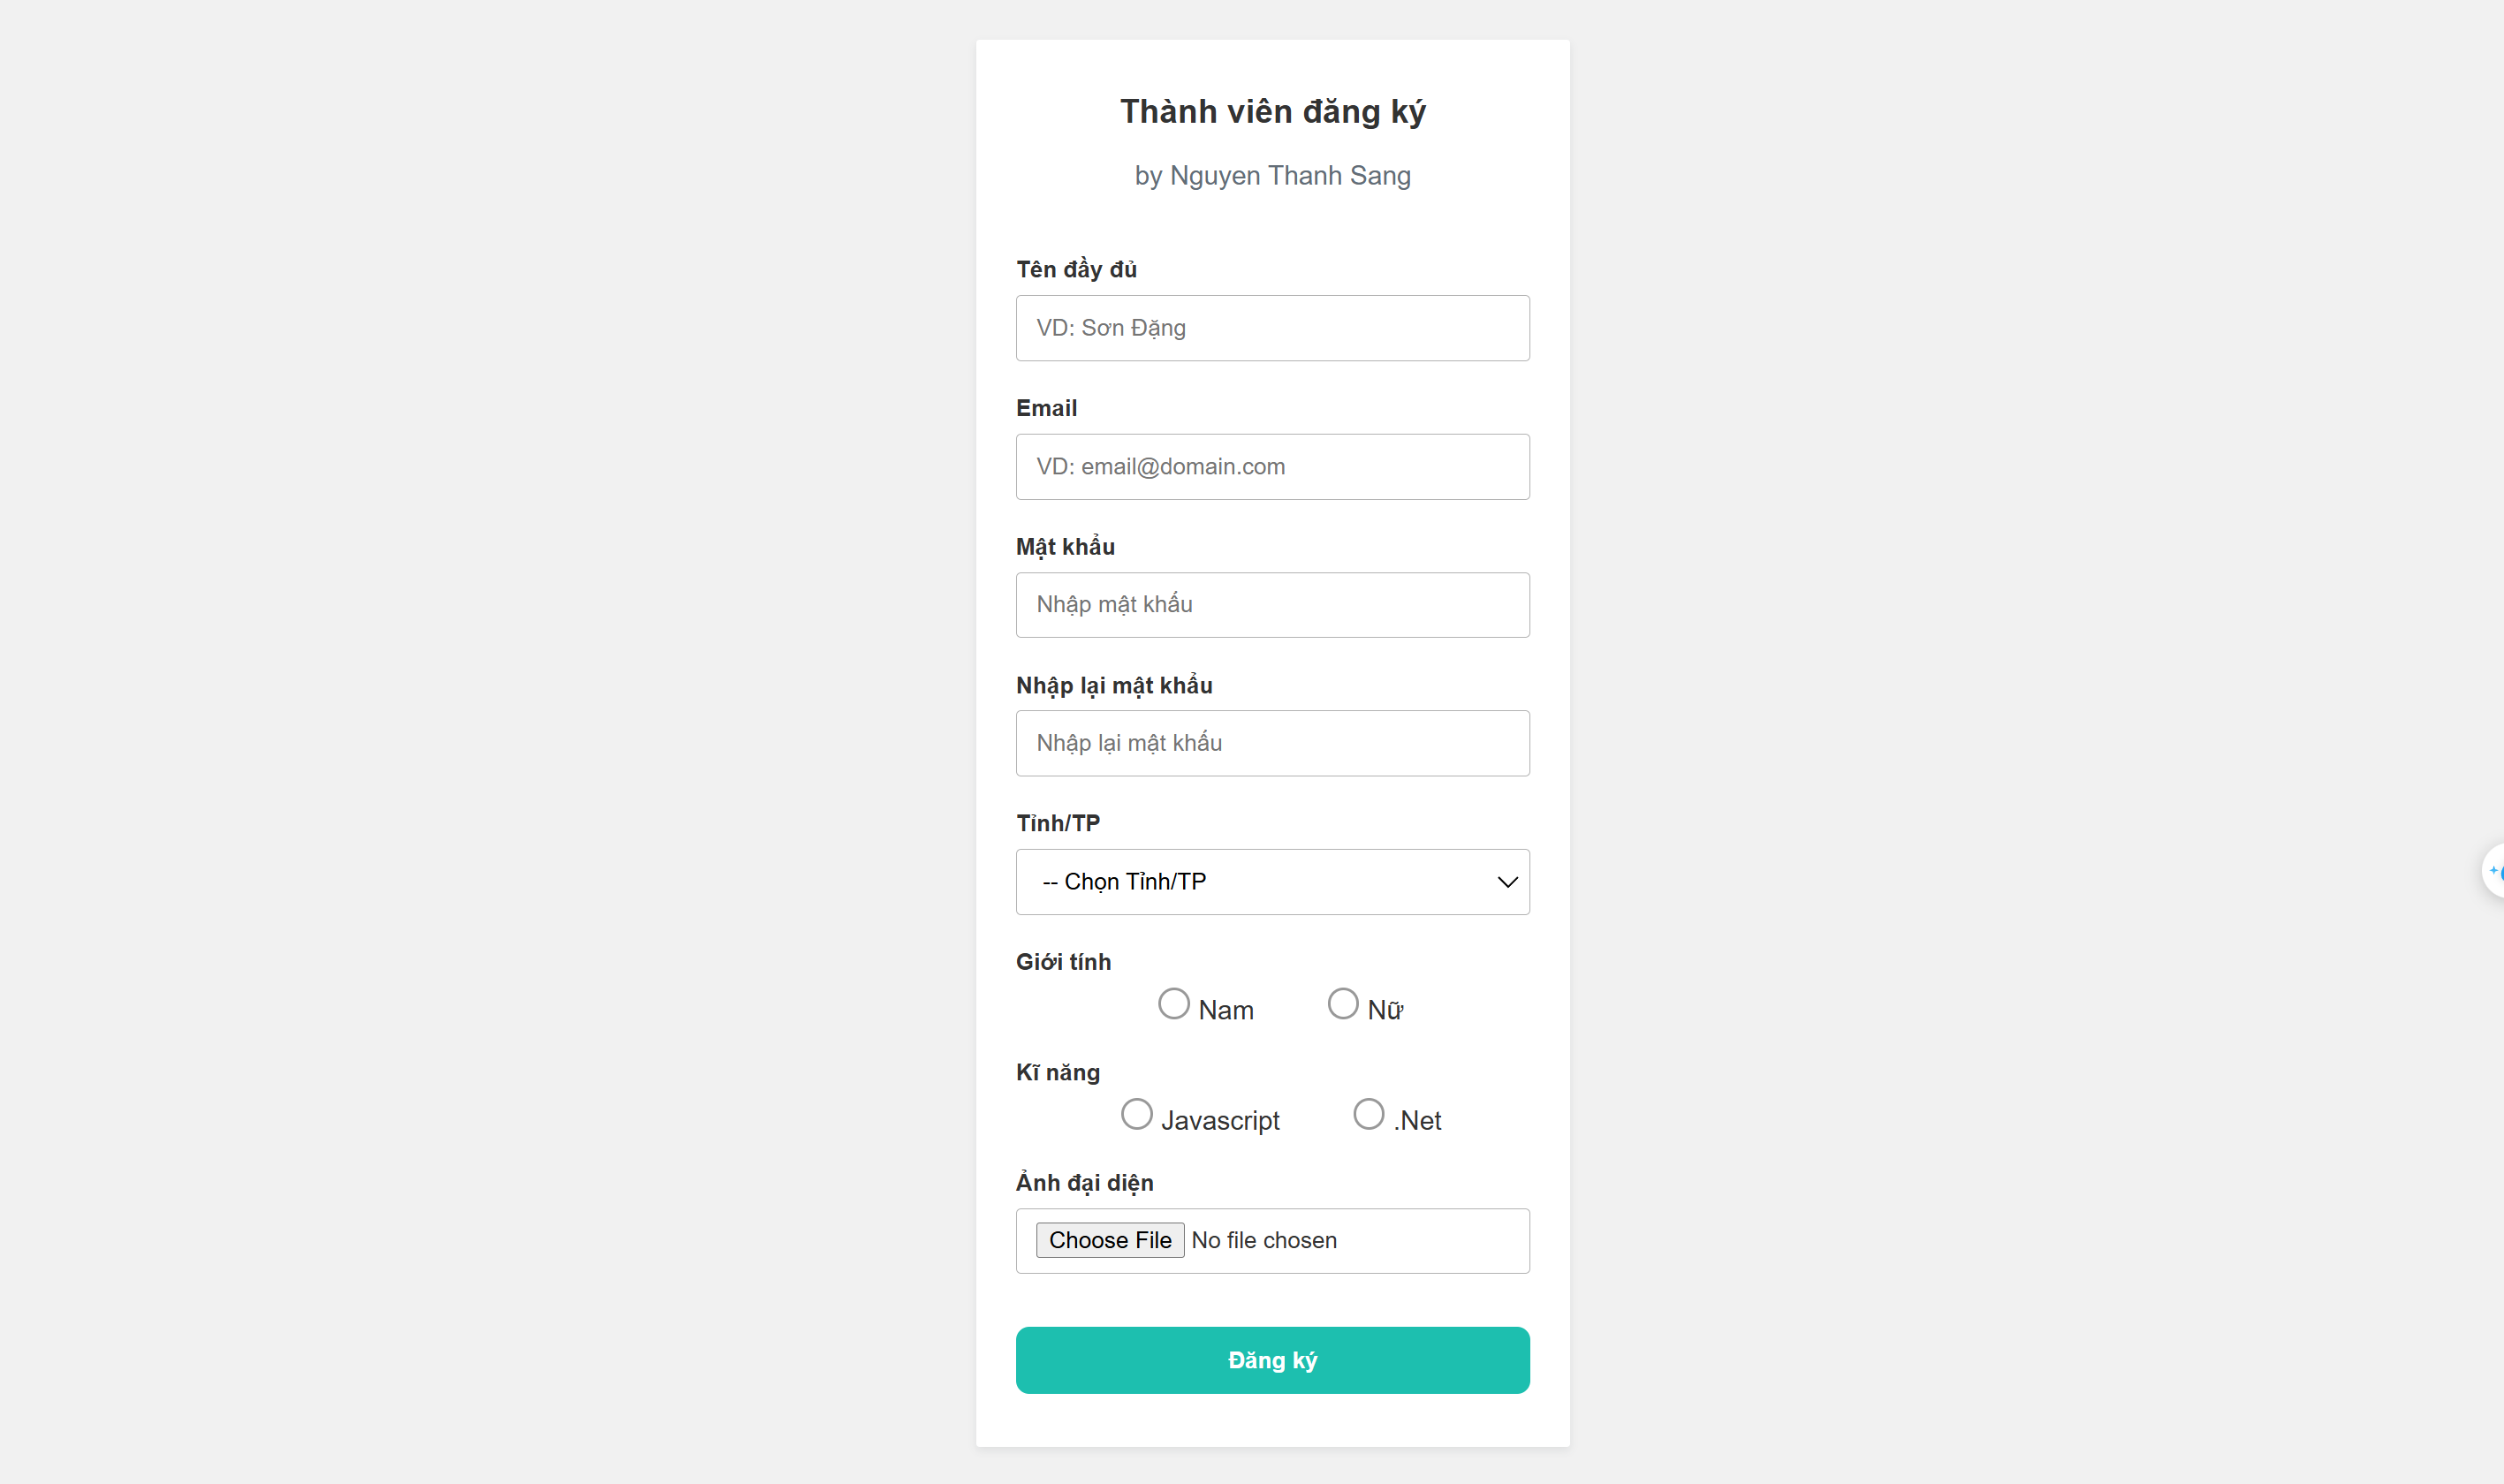 Thành viên đăng ký
by Nguyen Thanh Sang
Tên đầy đủ
VD: Sơn Đặng
Email
VD: email@domain.com
Mật khẩu
Nhập mật khẩu
Nhập lại mật khẩu
Nhập lại mật khẩu
Tỉnh/TP
-- Chọn Tỉnh/TP
Giới tính
Nam Nữ
Kĩ năng
Javascript .Net
Ảnh đại diện
Choose File No file chosen
Đăng ký